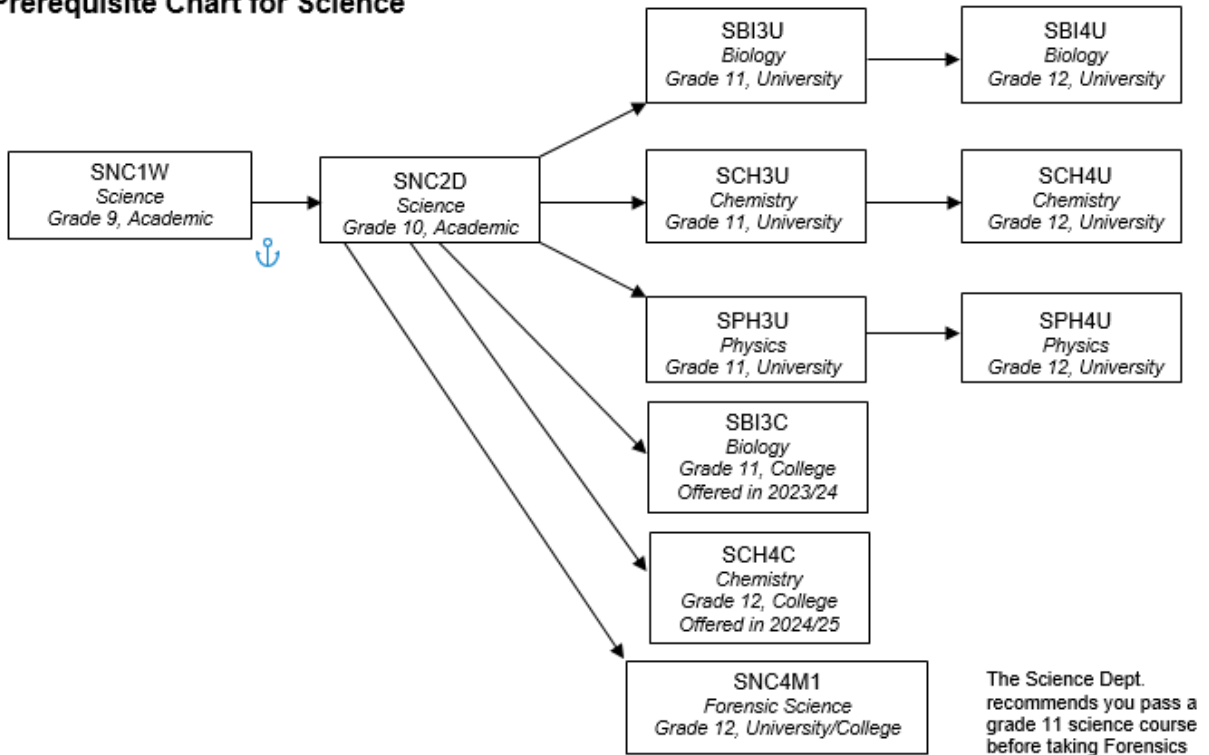 Prerequisite Chart for Science
SNC1W
Science
Grade 9, Academic
SNC2D
Science
Grade 10, Academic
SBI3U
Biology
Grade 11, University
SBI4U
Biology
Grade 12, University
SCH3U
Chemistry
Grade 11, University
SCH4U
Chemistry
Grade 12, University
SPH3U
Physics
Grade 11, University
SPH4U
Physics
Grade 12, University
SBI3C
Biology
Grade 11, College
Offered in 2023/24
SCH4C
Chemistry
Grade 12, College
Offered in 2024/25
SNC4M1
Forensic Science
Grade 12, University/College
The Science Dept.
recommends you pass a
grade 11 science course
before taking Forensics